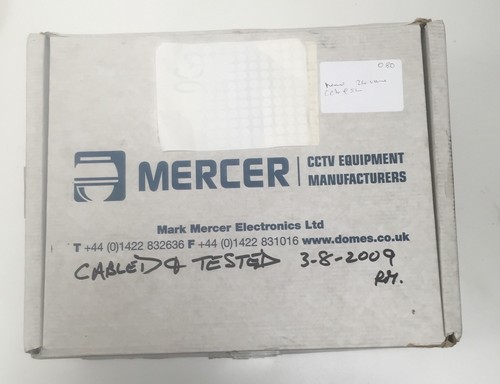 MERCER
CCTV EQUIPMENT
MANUFACTURERS
Mark Mercer Electronics Ltd
T +44 (0)1422 832636 F +44 (0)1422 831016 www.domes.co.uk
CABLED & TESTED 3-8-2009
RM.